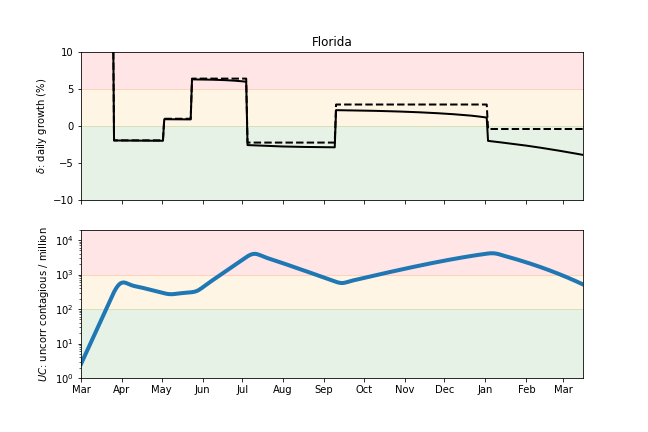 Florida
δ: daily growth (%)
10
5
0
−5
−10
UC: uncorr contagious / million
10⁴
10³
10²
10¹
10⁰
Mar Apr May Jun Jul Aug Sep Oct Nov Dec Jan Feb Mar